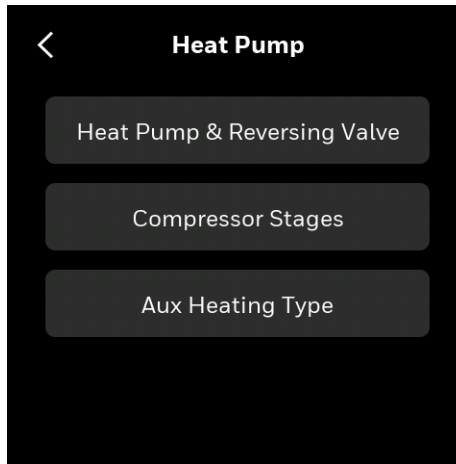 Heat Pump
Heat Pump & Reversing Valve
Compressor Stages
Aux Heating Type